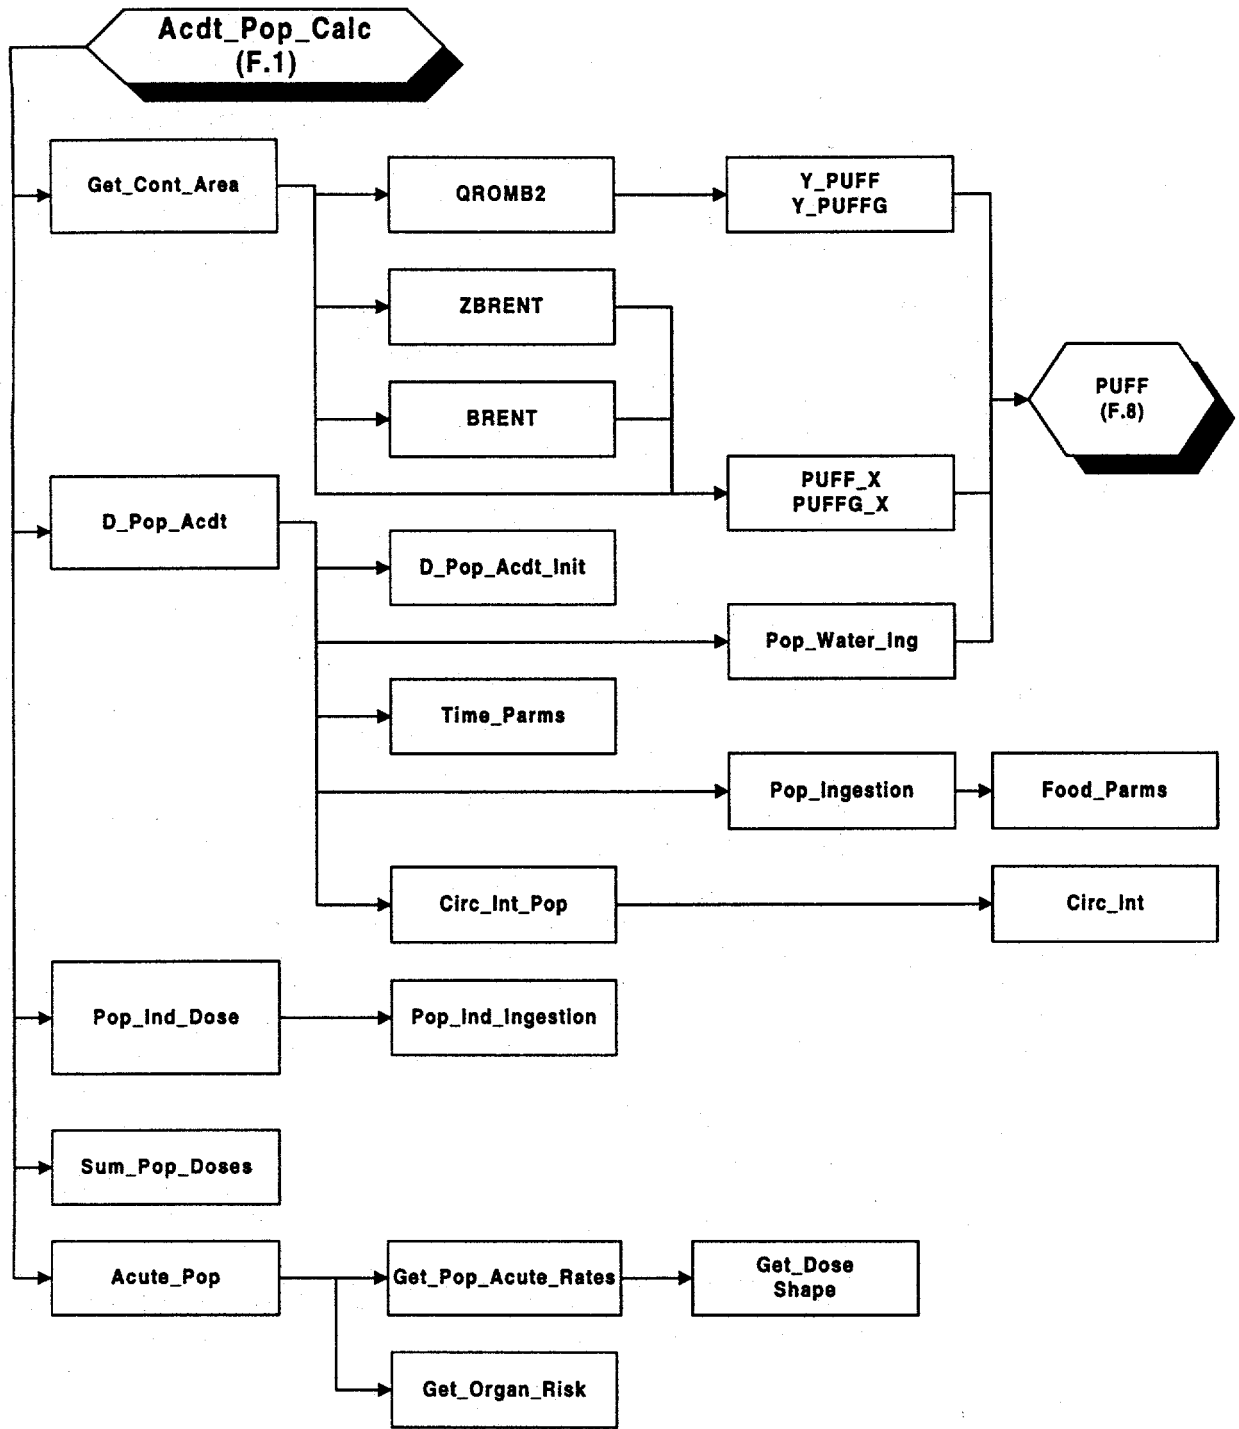 Acdt_Pop_Calc
(F.1)
Get_Cont_Area
QROMB2
Y_PUFF
Y_PUFFG
ZBRENT
BRENT
PUFF
(F.8)
PUFF_X
PUFFG_X
D_Pop_Acdt
D_Pop_Acdt_Init
Pop_Water_Ing
Time_Parms
Pop_Ingestion
Food_Parms
Circ_Int_Pop
Circ_Int
Pop_Ind_Dose
Pop_Ind_Ingestion
Sum_Pop_Doses
Acute_Pop
Get_Pop_Acute_Rates
Get_Dose
Shape
Get_Organ_Risk